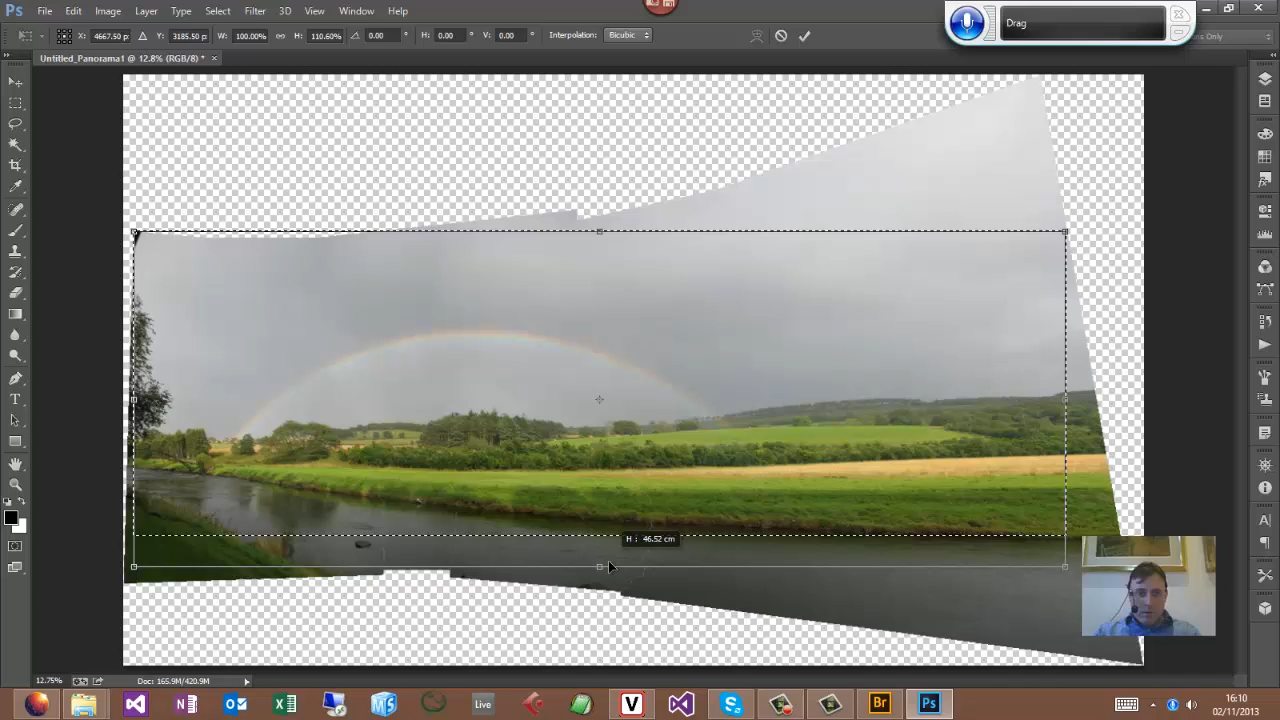 Ps File Edit Image Layer Type Select Filter 3D View Window Help
Drag
4667.50 p Y: 3185.50 p W: 100.00% H: 110.60% 0.00 ° H: 0.00 ° V: 0.00 ° Interpolation: Bicubic
s Only
Untitled_Panorama1 @ 12.8% (RGB/8) * ×
H : 46.52 cm
12.75% Doc: 165.9M/420.9M
Live V S Br Ps
16:10
02/11/2013